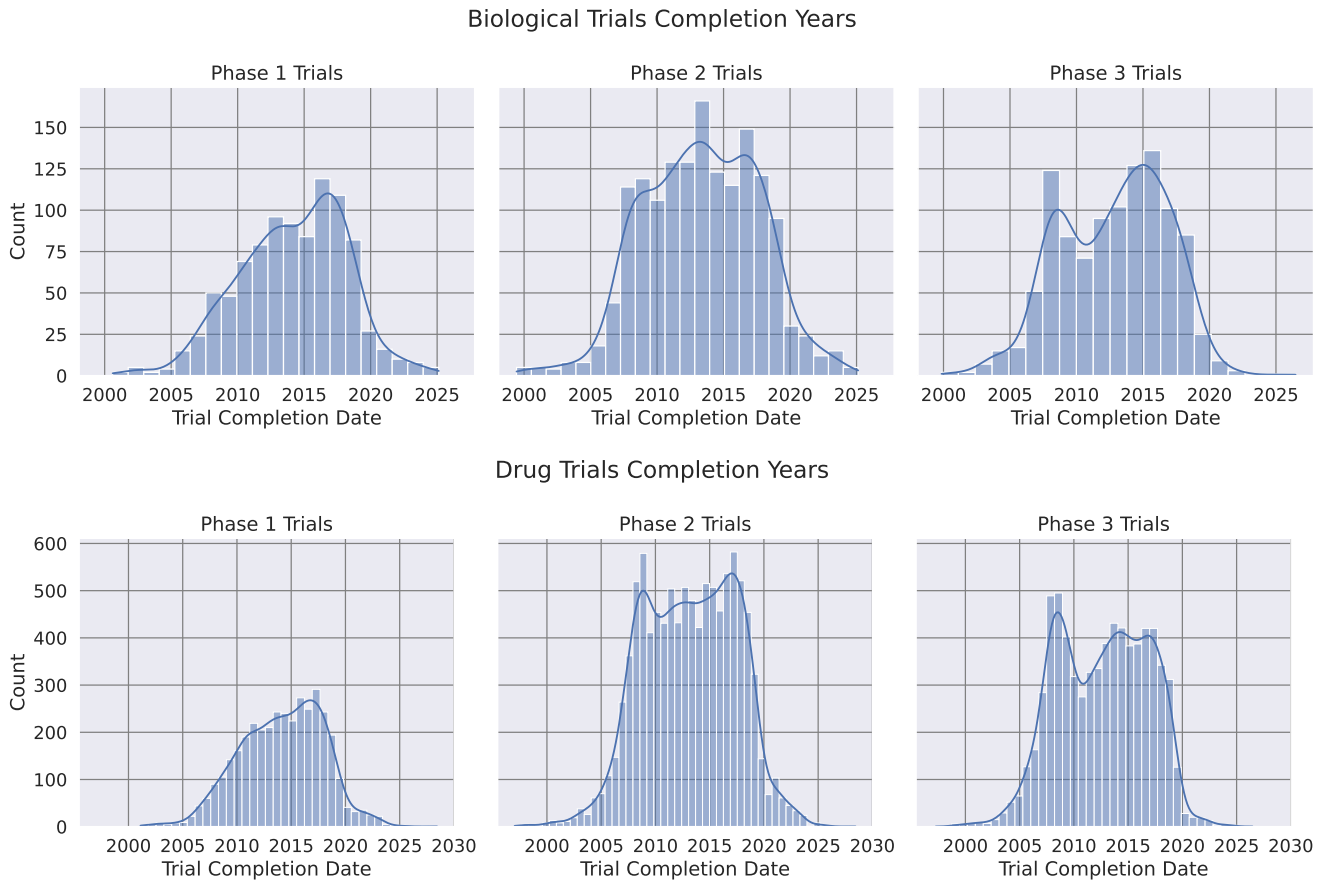 Biological Trials Completion Years
Phase 1 Trials Phase 2 Trials Phase 3 Trials
150
125
100
75
50
25
0
Count
2000 2005 2010 2015 2020 2025 2000 2005 2010 2015 2020 2025 2000 2005 2010 2015 2020 2025
Trial Completion Date Trial Completion Date Trial Completion Date
Drug Trials Completion Years
Phase 1 Trials Phase 2 Trials Phase 3 Trials
600
500
400
300
200
100
0
Count
2000 2005 2010 2015 2020 2025 2030 2000 2005 2010 2015 2020 2025 2030 2000 2005 2010 2015 2020 2025 2030
Trial Completion Date Trial Completion Date Trial Completion Date